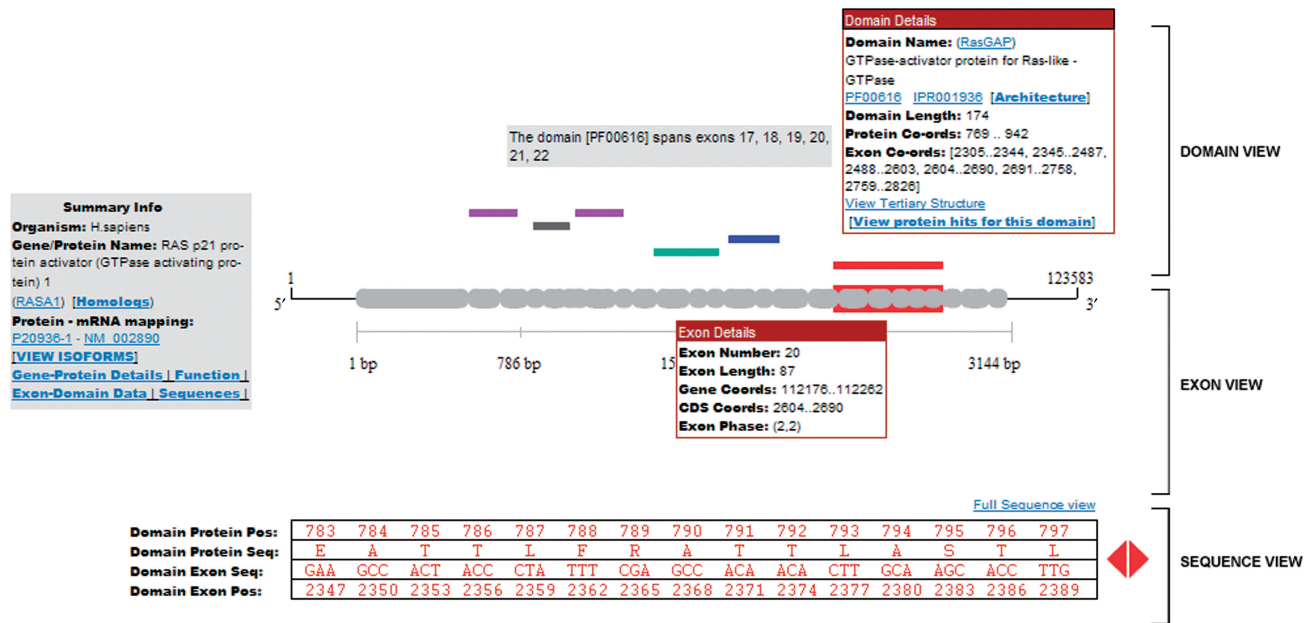 Domain Details
Domain Name: (RasGAP)
GTPase-activator protein for Ras-like -
GTPase
PF00616 IPR001936 [Architecture]
Domain Length: 174
Protein Co-ords: 769 .. 942
Exon Co-ords: [2305..2344, 2345..2487,
2488..2603, 2604..2690, 2691..2758,
2759..2826]
View Tertiary Structure
[View protein hits for this domain]
The domain [PF00616] spans exons 17, 18, 19, 20,
21, 22
DOMAIN VIEW
Summary Info
Organism: H.sapiens
Gene/Protein Name: RAS p21 pro-
tein activator (GTPase activating pro-
tein) 1
(RASA1) [Homologs)
Protein - mRNA mapping:
P20936-1 - NM_002890
[VIEW ISOFORMS]
Gene-Protein Details | Function |
Exon-Domain Data | Sequences |
1 123583
5′ 3′
1 bp 786 bp 15 3144 bp
Exon Details
Exon Number: 20
Exon Length: 87
Gene Coords: 112176..112262
CDS Coords: 2604..2690
Exon Phase: (2,2)
EXON VIEW
Full Sequence view
Domain Protein Pos: 783 784 785 786 787 788 789 790 791 792 793 794 795 796 797
Domain Protein Seq: E A T T L F R A T T L A S T L
Domain Exon Seq: GAA GCC ACT ACC CTA TTT CGA GCC ACA ACA CTT GCA AGC ACC TTG
Domain Exon Pos: 2347 2350 2353 2356 2359 2362 2365 2368 2371 2374 2377 2380 2383 2386 2389
SEQUENCE VIEW